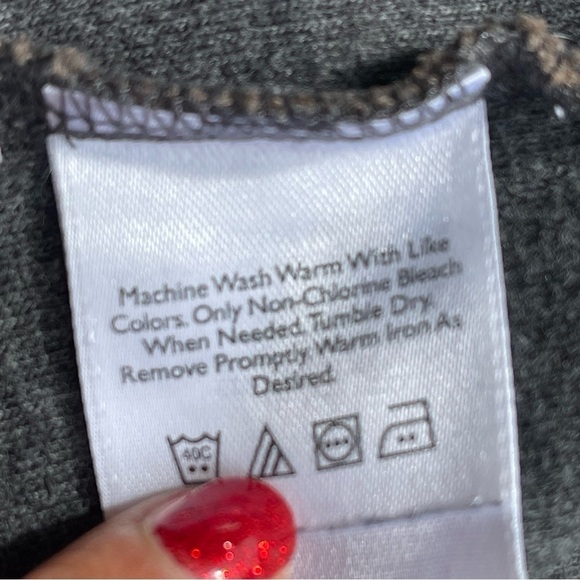 Machine Wash Warm With Like
Colors. Only Non-Chlorine Bleach
When Needed. Tumble Dry.
Remove Promptly. Warm Iron As
Desired.
40C